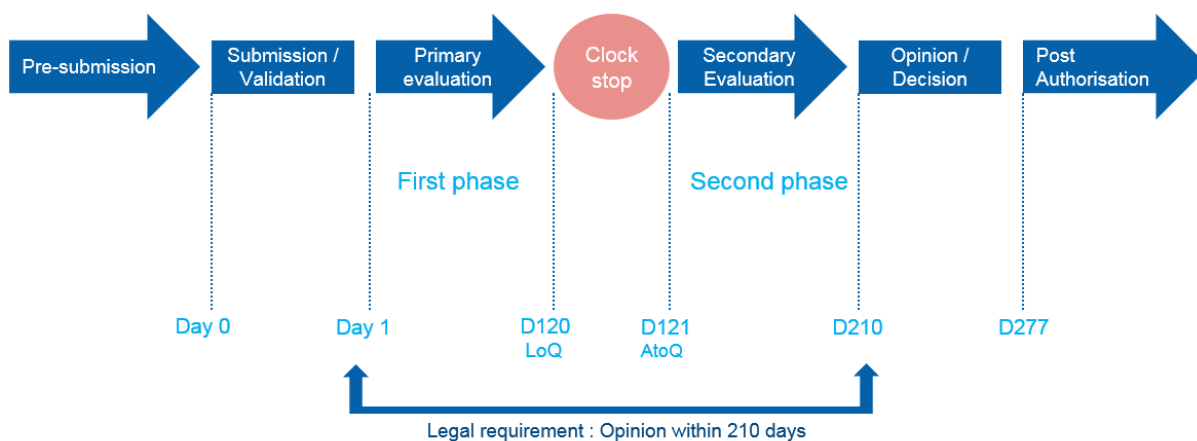 Pre-submission
Submission /
Validation
Primary
evaluation
Clock
stop
Secondary
Evaluation
Opinion /
Decision
Post
Authorisation
First phase
Second phase
Day 0
Day 1
D120
LoQ
D121
AtoQ
D210
D277
Legal requirement : Opinion within 210 days